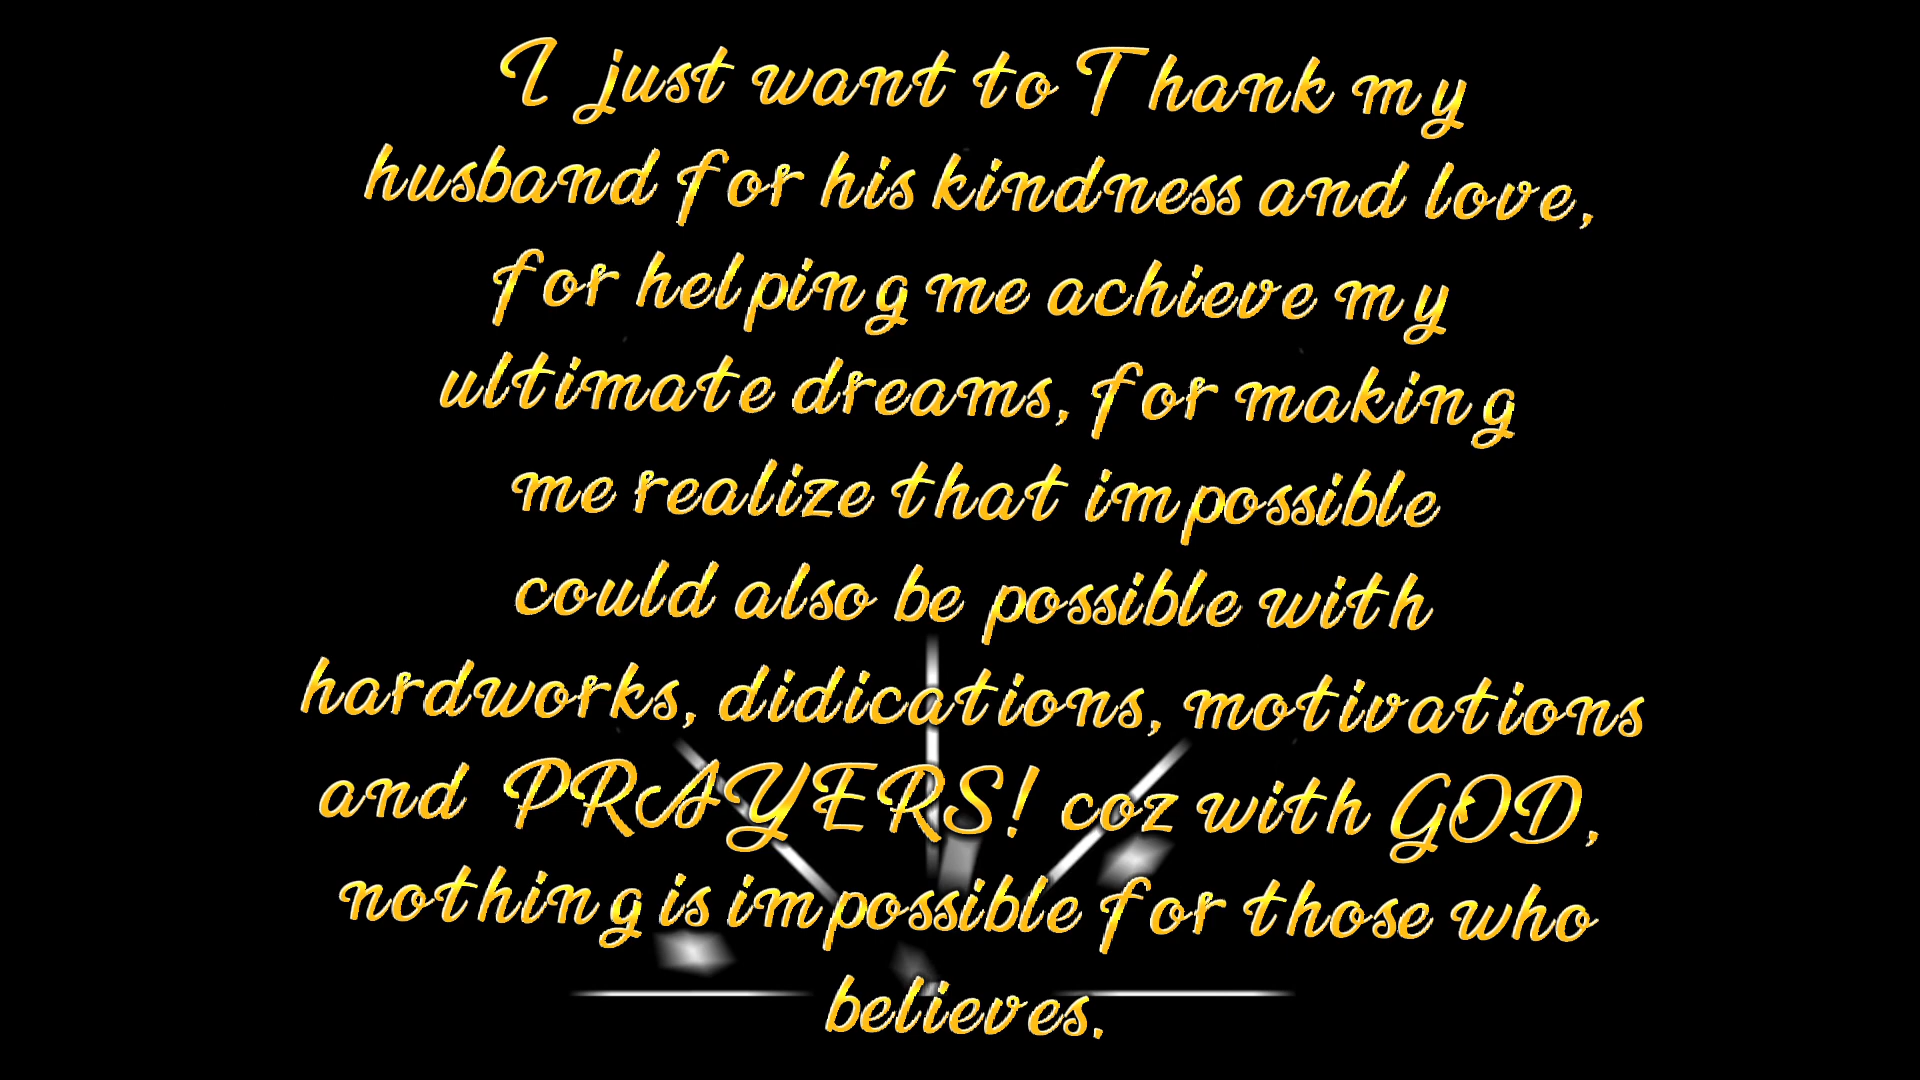 I just want to Thank my
husband for his kindness and love,
for helping me achieve my
ultimate dreams, for making
me realize that impossible
could also be possible with
hardworks, didications, motivations
and PRAYERS! coz with GOD,
nothing is impossible for those who
believes.